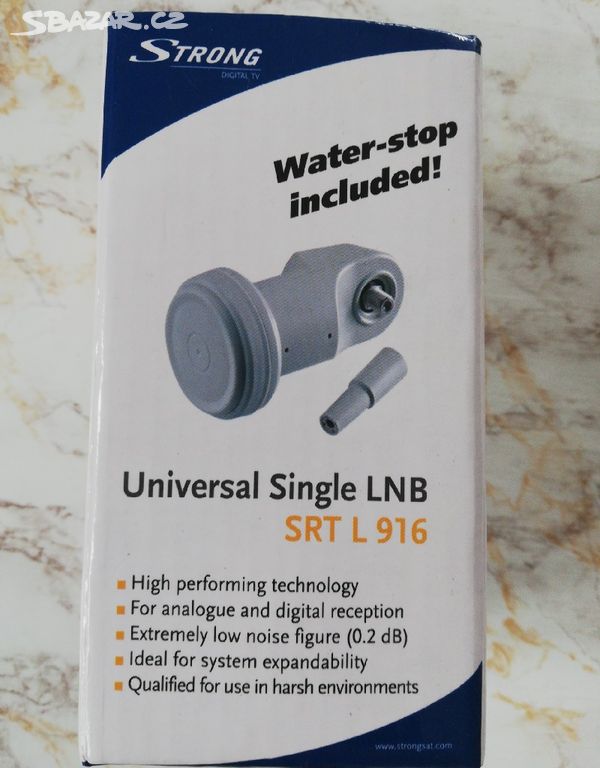 SBAZAR.CZ
STRONG
DIGITAL TV
Water-stop
included!
Universal Single LNB
SRT L 916
High performing technology
For analogue and digital reception
Extremely low noise figure (0.2 dB)
Ideal for system expandability
Qualified for use in harsh environments
www.strongsat.com